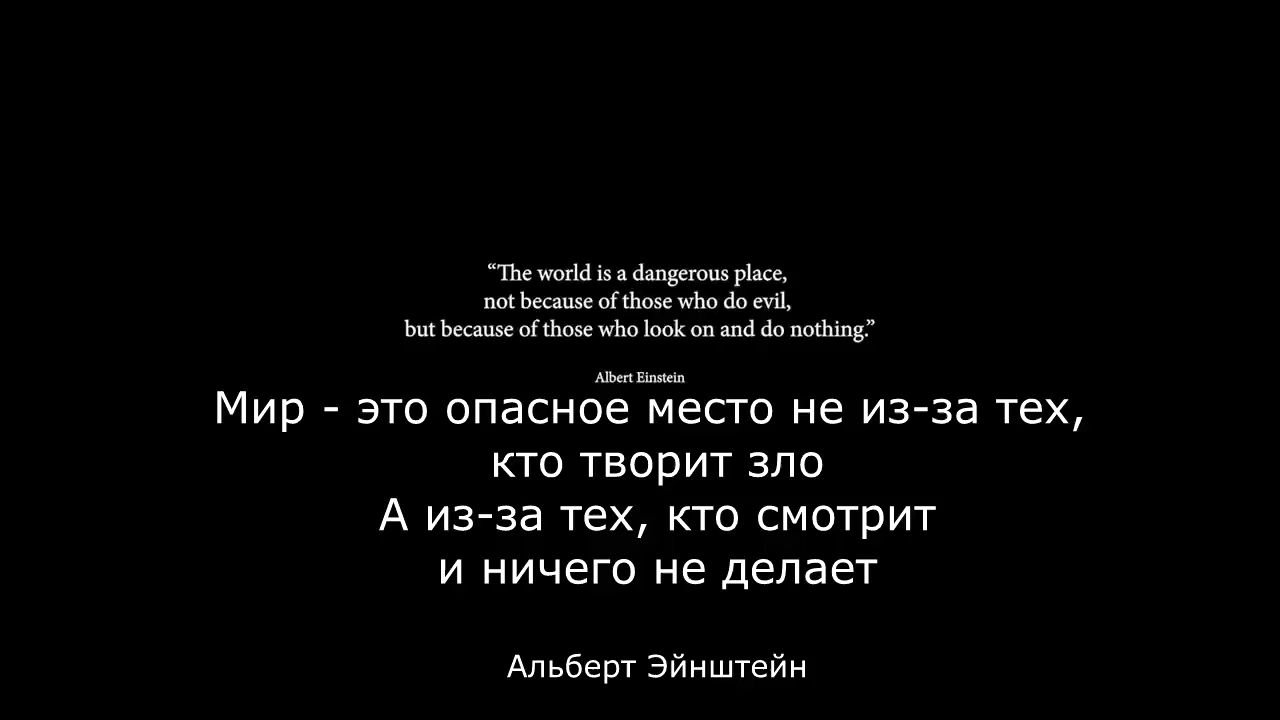 “The world is a dangerous place,
not because of those who do evil,
but because of those who look on and do nothing.”
Albert Einstein
Мир - это опасное место не из-за тех,
кто творит зло
А из-за тех, кто смотрит
и ничего не делает
Альберт Эйнштейн